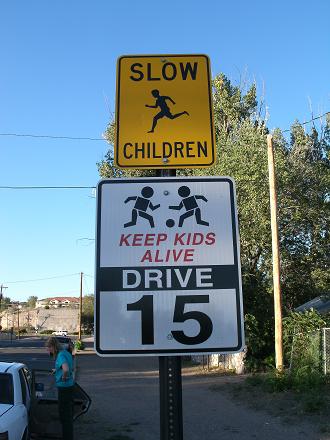 SLOW
CHILDREN
KEEP KIDS
ALIVE
DRIVE
15